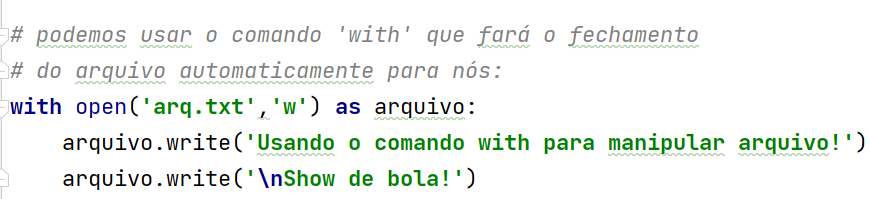 # podemos usar o comando 'with' que fará o fechamento
# do arquivo automaticamente para nós:
with open('arq.txt','w') as arquivo:
    arquivo.write('Usando o comando with para manipular arquivo!')
    arquivo.write('\nShow de bola!')